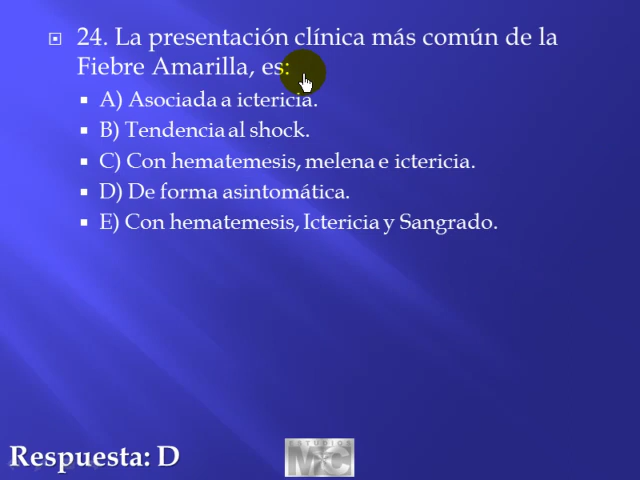 24. La presentación clínica más común de la
Fiebre Amarilla, es:
A) Asociada a ictericia.
B) Tendencia al shock.
C) Con hematemesis, melena e ictericia.
D) De forma asintomática.
E) Con hematemesis, Ictericia y Sangrado.
Respuesta: D
ESTUDIOS
MC